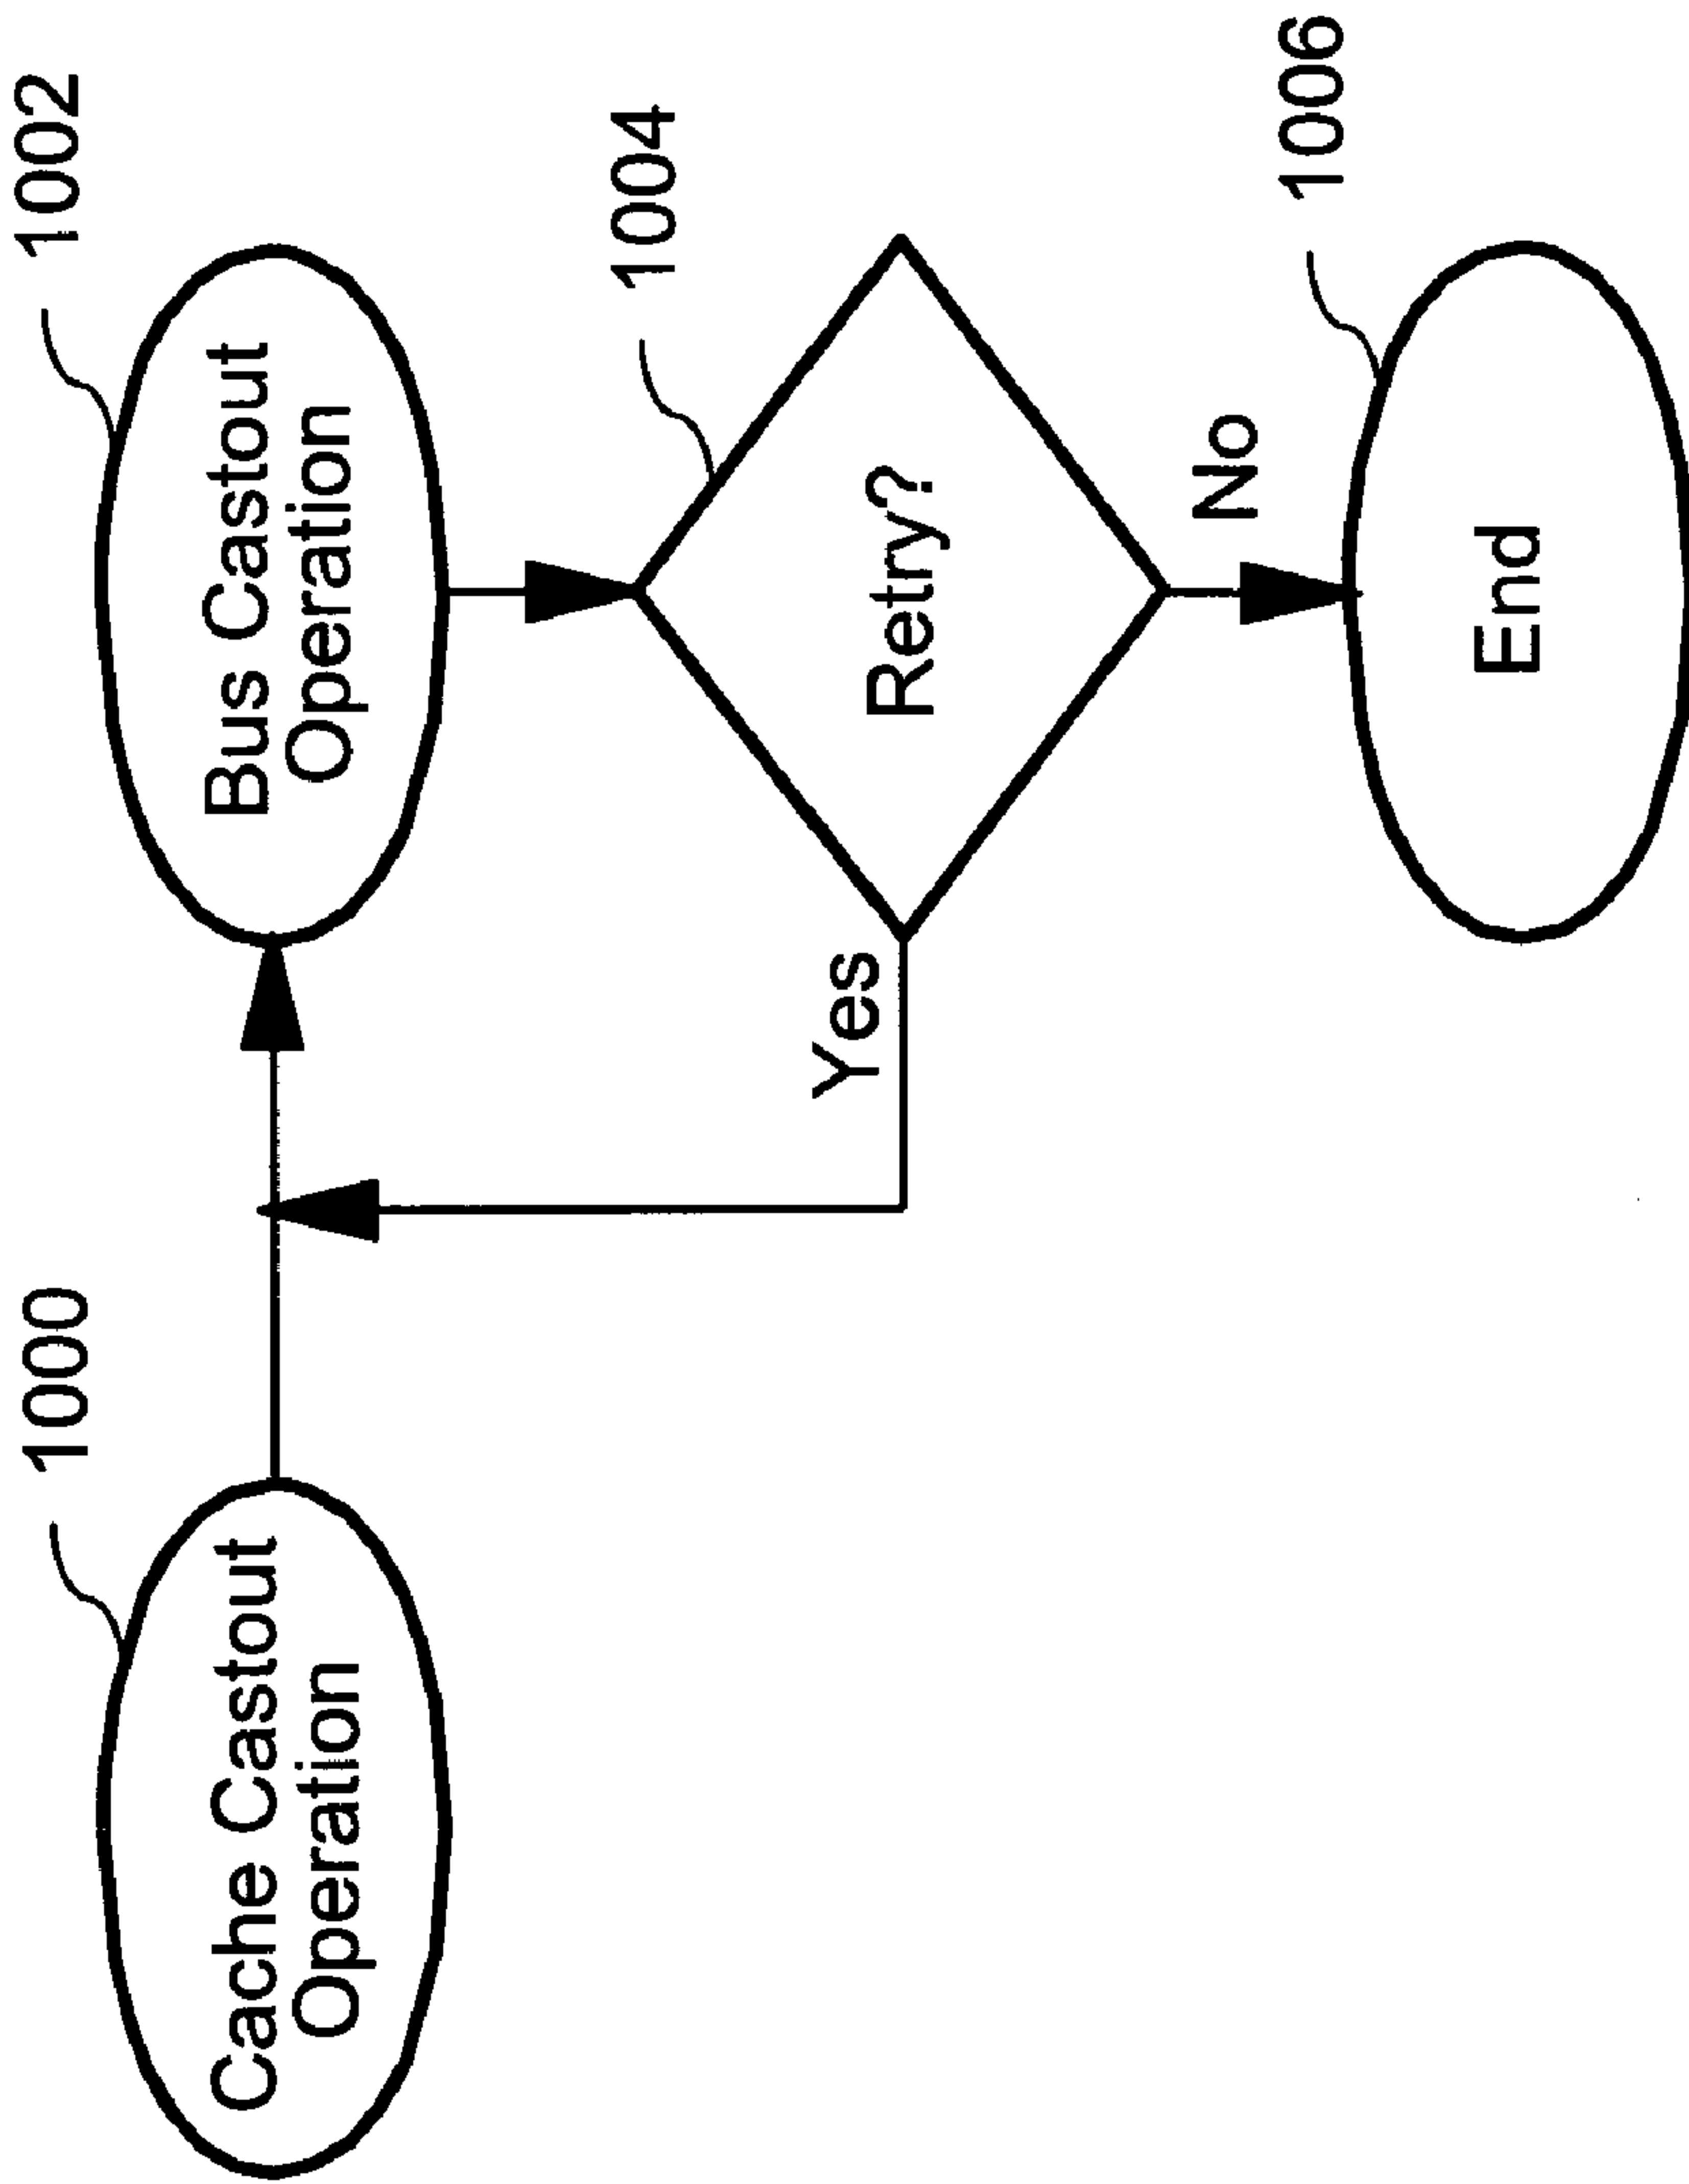 1000
Cache Castout
Operation
1002
Bus Castout
Operation
1004
Retry?
Yes
No
1006
End